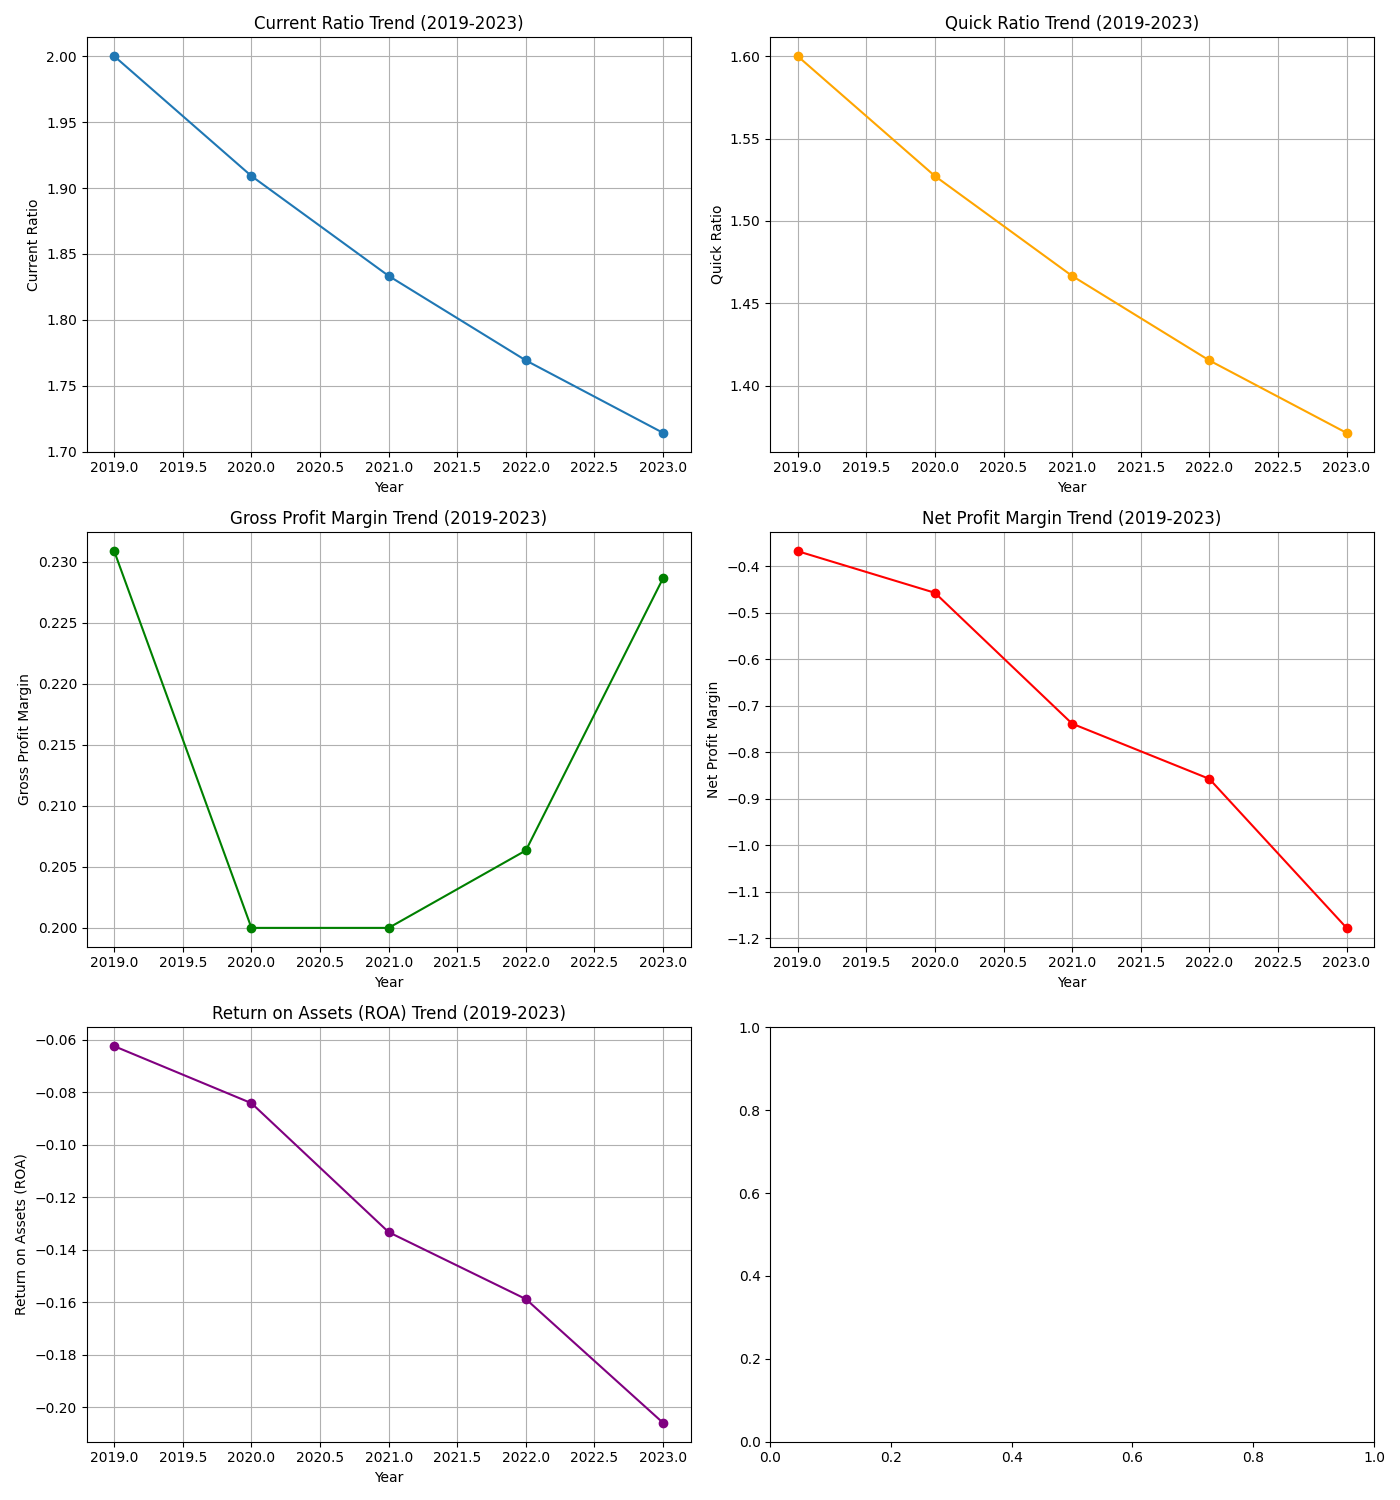 Current Ratio Trend (2019-2023)
2.00
1.95
1.90
1.85
1.80
1.75
1.70
Current Ratio
2019.0 2019.5 2020.0 2020.5 2021.0 2021.5 2022.0 2022.5 2023.0
Year
Quick Ratio Trend (2019-2023)
1.60
1.55
1.50
1.45
1.40
Quick Ratio
2019.0 2019.5 2020.0 2020.5 2021.0 2021.5 2022.0 2022.5 2023.0
Year
Gross Profit Margin Trend (2019-2023)
0.230
0.225
0.220
0.215
0.210
0.205
0.200
Gross Profit Margin
2019.0 2019.5 2020.0 2020.5 2021.0 2021.5 2022.0 2022.5 2023.0
Year
Net Profit Margin Trend (2019-2023)
−0.4
−0.5
−0.6
−0.7
−0.8
−0.9
−1.0
−1.1
−1.2
Net Profit Margin
2019.0 2019.5 2020.0 2020.5 2021.0 2021.5 2022.0 2022.5 2023.0
Year
Return on Assets (ROA) Trend (2019-2023)
−0.06
−0.08
−0.10
−0.12
−0.14
−0.16
−0.18
−0.20
Return on Assets (ROA)
2019.0 2019.5 2020.0 2020.5 2021.0 2021.5 2022.0 2022.5 2023.0
Year
1.0
0.8
0.6
0.4
0.2
0.0
0.0 0.2 0.4 0.6 0.8 1.0